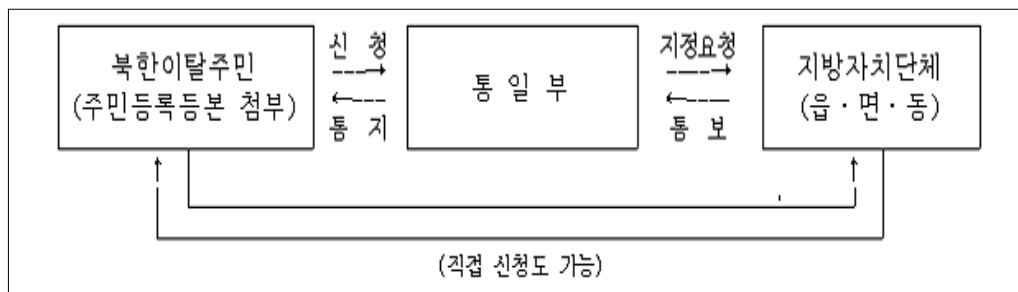 북한이탈주민
(주민등록등본 첨부)
신 청
통 지
통 일 부
지정요청
통 보
지방자치단체
(읍·면·동)
(직접 신청도 가능)